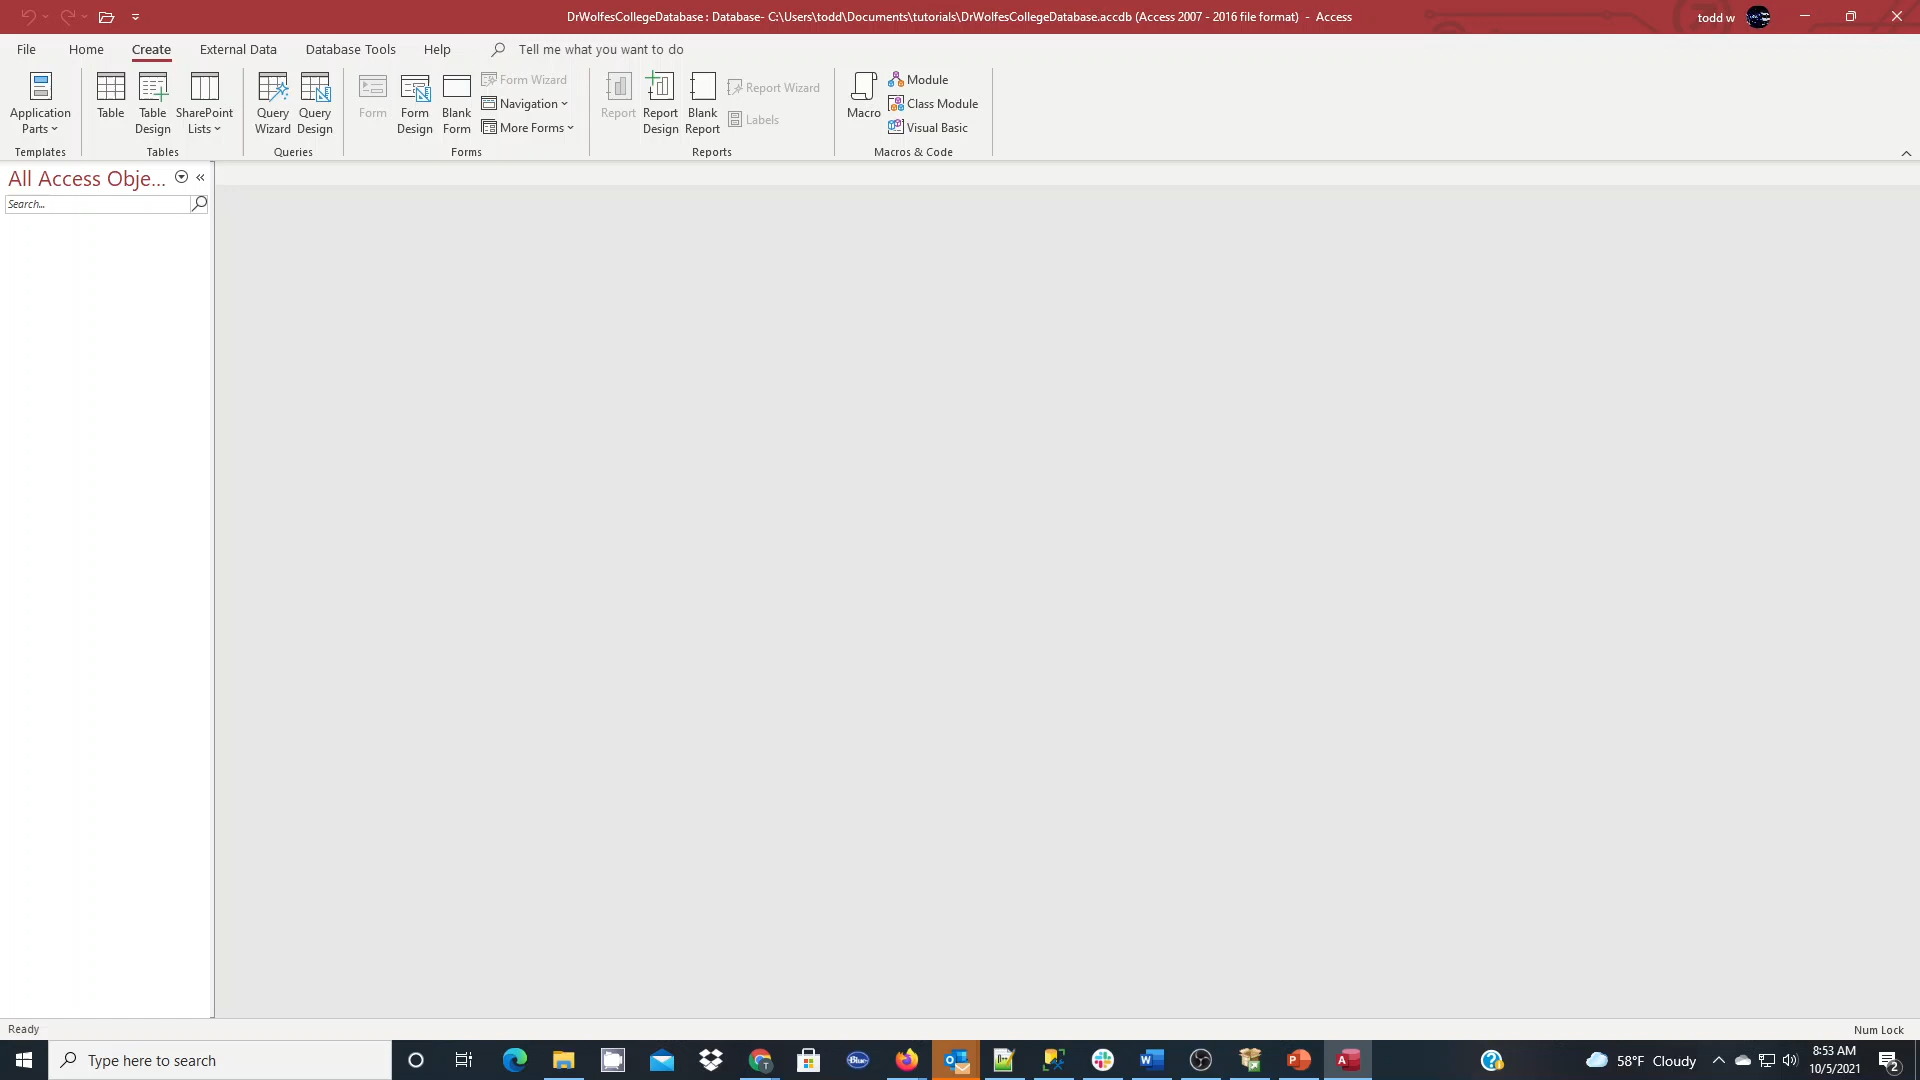 DrWolfesCollegeDatabase : Database- C:\Users\todd\Documents\tutorials\DrWolfesCollegeDatabase.accdb (Access 2007 - 2016 file format) - Access
todd w
File Home Create External Data Database Tools Help Tell me what you want to do
Application Parts
Table
Table Design
SharePoint Lists
Query Wizard
Query Design
Form
Form Design
Blank Form
Form Wizard
Navigation
More Forms
Report
Report Design
Blank Report
Report Wizard
Labels
Macro
Module
Class Module
Visual Basic
Templates Tables Queries Forms Reports Macros & Code
All Access Obje...
Search...
Ready
Num Lock
Type here to search
Blue
58°F Cloudy
8:53 AM
10/5/2021
2